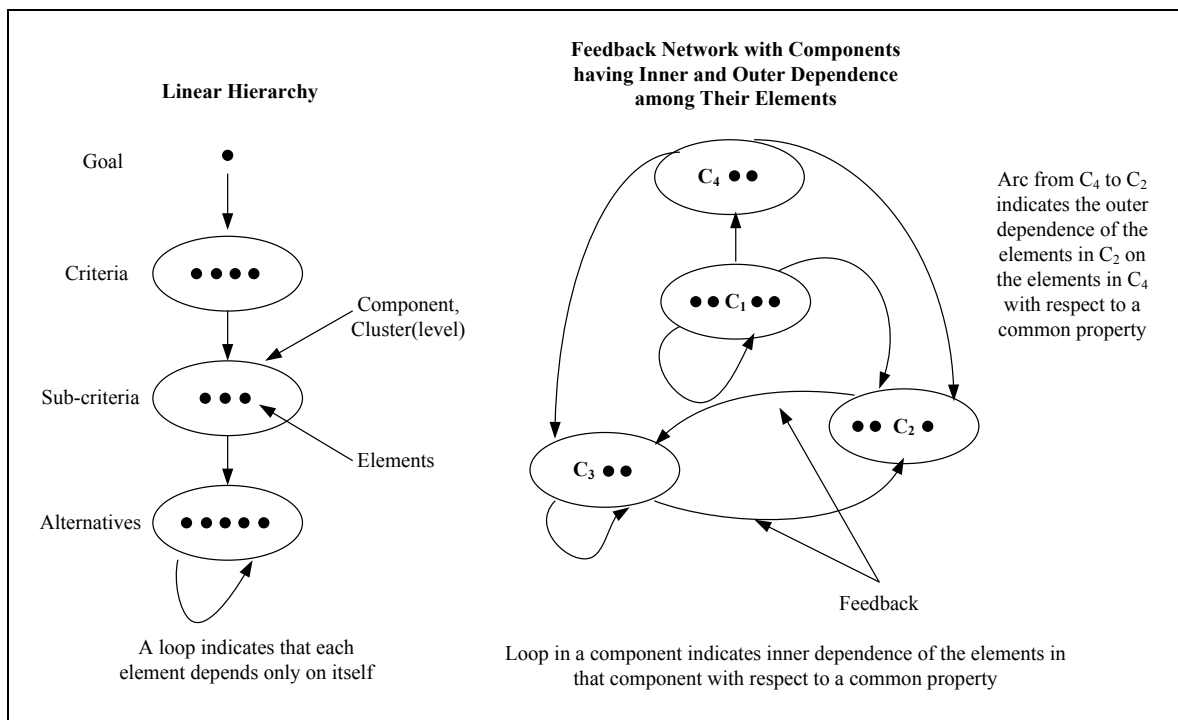 Linear Hierarchy
Goal
Criteria
Component,
Cluster(level)
Sub-criteria
Elements
Alternatives
A loop indicates that each
element depends only on itself
Feedback Network with Components
having Inner and Outer Dependence
among Their Elements
C₄
C₁
C₂
C₃
Arc from C₄ to C₂
indicates the outer
dependence of the
elements in C₂ on
the elements in C₄
with respect to a
common property
Feedback
Loop in a component indicates inner dependence of the elements in
that component with respect to a common property